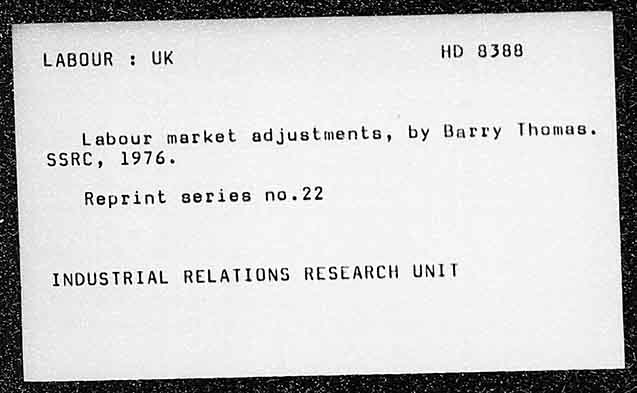 LABOUR : UK HD 8388
Labour market adjustments, by Barry Thomas.
SSRC, 1976.
Reprint series no.22
INDUSTRIAL RELATIONS RESEARCH UNIT